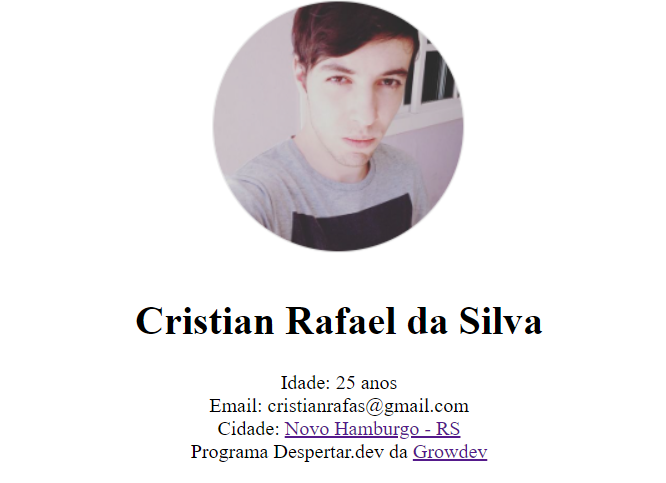 Cristian Rafael da Silva
Idade: 25 anos
Email: cristianrafas@gmail.com
Cidade: Novo Hamburgo - RS
Programa Despertar.dev da Growdev